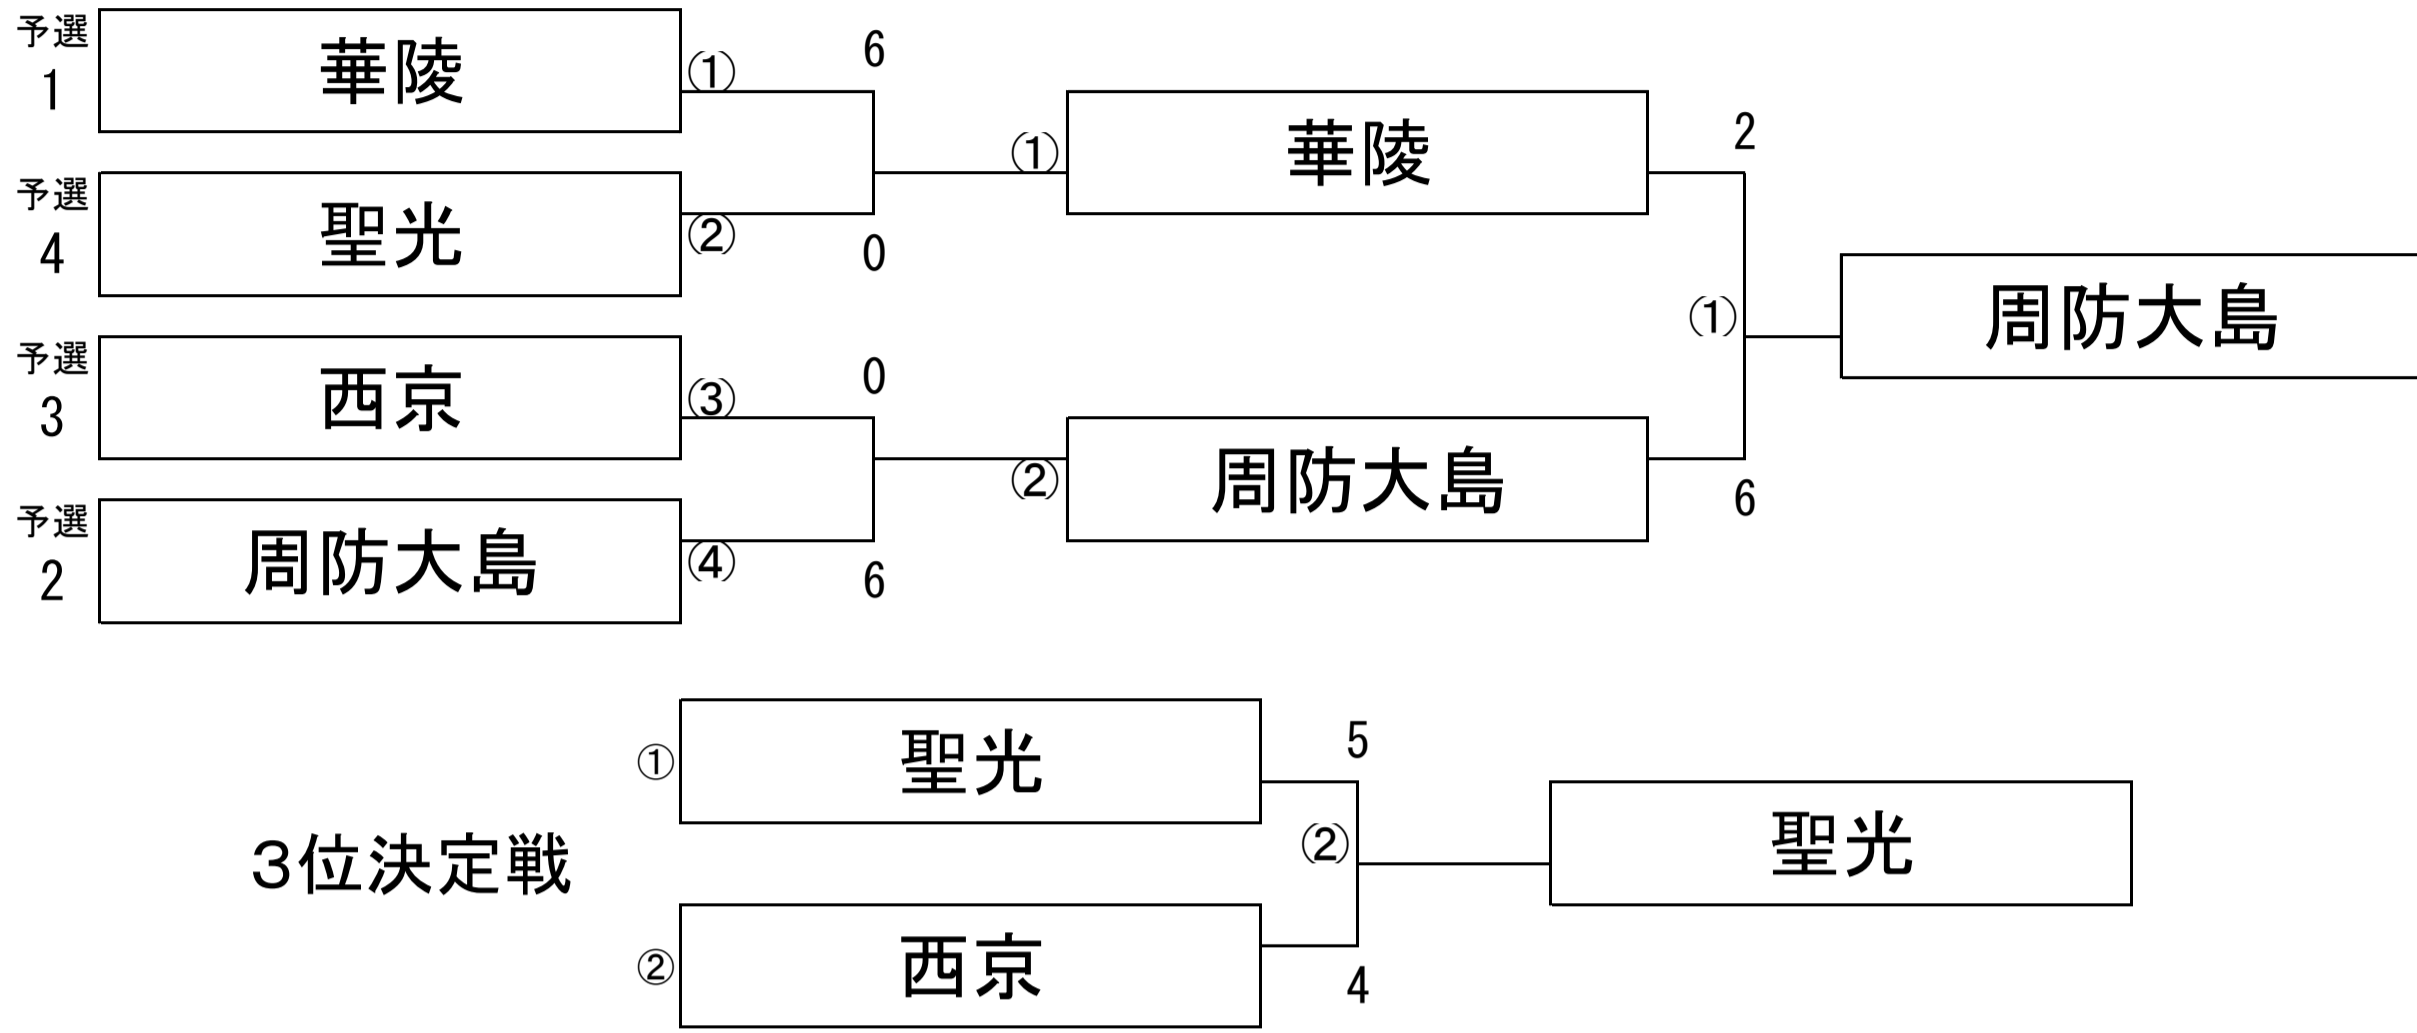 予選 1 華陵 ① 6
① 華陵 2
予選 4 聖光 ② 0
予選 3 西京 ③ 0
② 周防大島 6
予選 2 周防大島 ④ 6
① 周防大島
3位決定戦
① 聖光 5
② 西京 4
② 聖光